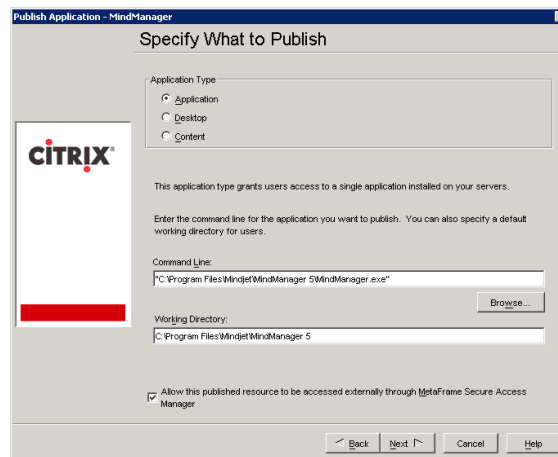 Publish Application - MindManager
Specify What to Publish
Application Type
Application
Desktop
Content
CITRIX®
This application type grants users access to a single application installed on your servers.
Enter the command line for the application you want to publish. You can also specify a default
working directory for users.
Command Line:
"C:\Program Files\Mindjet\MindManager 5\MindManager.exe"
Browse...
Working Directory:
C:\Program Files\Mindjet\MindManager 5
Allow this published resource to be accessed externally through MetaFrame Secure Access
Manager
Back
Next
Cancel
Help